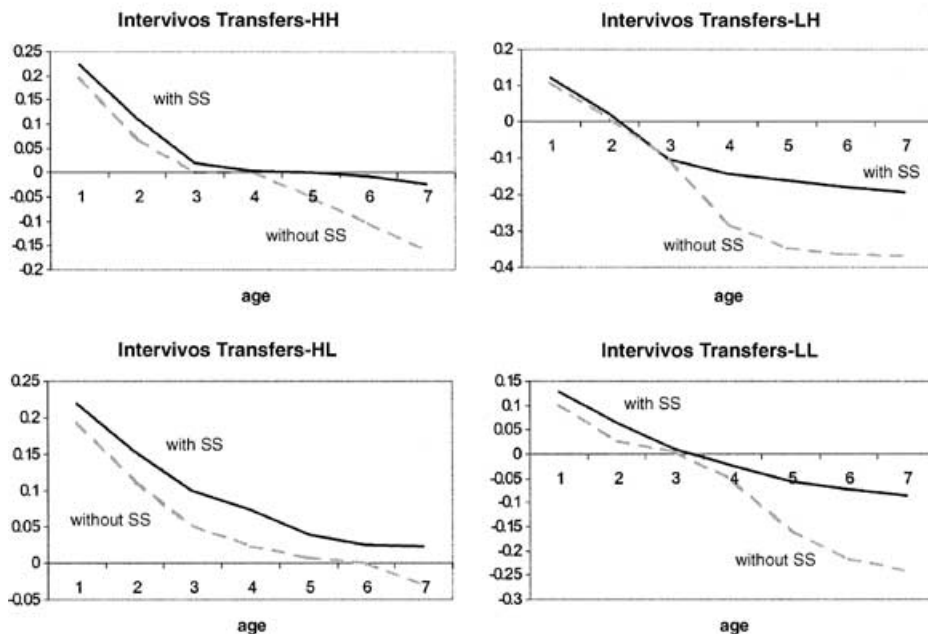 Intervivos Transfers-HH
0.25
0.2
0.15
0.1
0.05
0
-0.05
-0.1
-0.15
-0.2
with SS
1 2 3 4 5 6 7
without SS
age
Intervivos Transfers-LH
0.2
0.1
0
-0.1
-0.2
-0.3
-0.4
1 2 3 4 5 6 7
with SS
without SS
age
Intervivos Transfers-HL
0.25
0.2
0.15
0.1
0.05
0
-0.05
with SS
without SS
1 2 3 4 5 6 7
age
Intervivos Transfers-LL
0.15
0.1
0.05
0
-0.05
-0.1
-0.15
-0.2
-0.25
-0.3
with SS
1 2 3 4 5 6 7
without SS
age